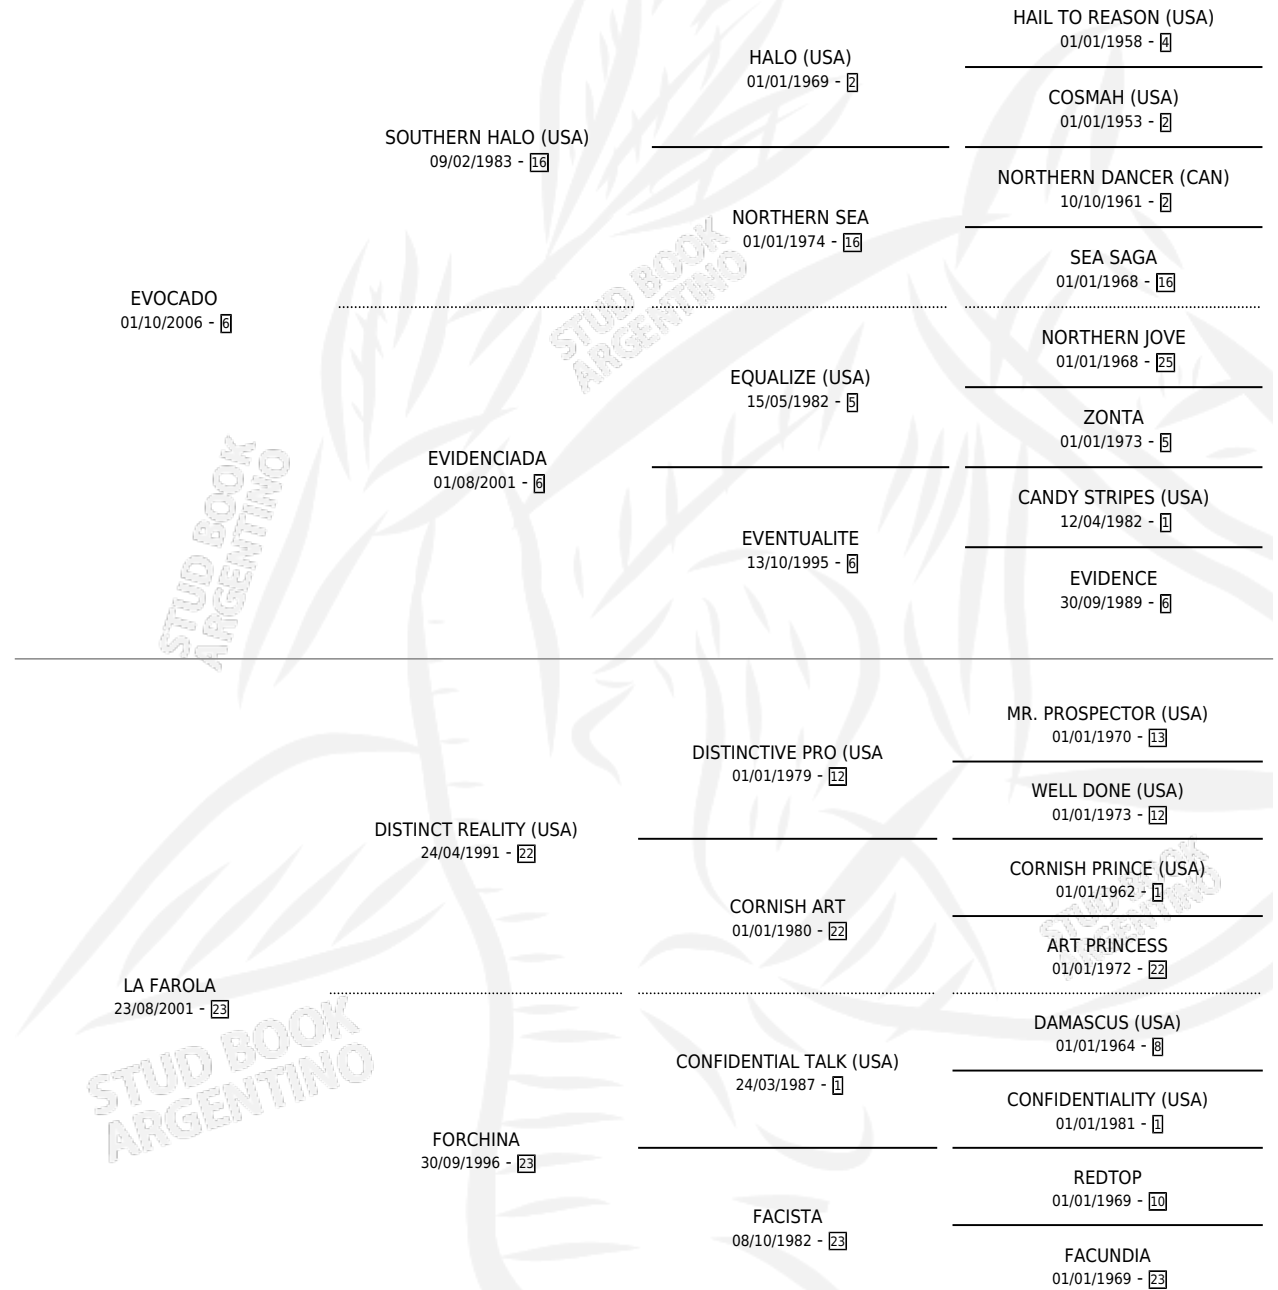 HAIL TO REASON (USA)
01/01/1958 - 4
HALO (USA)
01/01/1969 - 2
COSMAH (USA)
01/01/1953 - 2
SOUTHERN HALO (USA)
09/02/1983 - 16
NORTHERN DANCER (CAN)
10/10/1961 - 2
NORTHERN SEA
01/01/1974 - 16
SEA SAGA
01/01/1968 - 16
EVOCADO
01/10/2006 - 6
NORTHERN JOVE
01/01/1968 - 25
EQUALIZE (USA)
15/05/1982 - 5
ZONTA
01/01/1973 - 5
EVIDENCIADA
01/08/2001 - 6
CANDY STRIPES (USA)
12/04/1982 - 1
EVENTUALITE
13/10/1995 - 6
EVIDENCE
30/09/1989 - 6
MR. PROSPECTOR (USA)
01/01/1970 - 13
DISTINCTIVE PRO (USA
01/01/1979 - 12
WELL DONE (USA)
01/01/1973 - 12
DISTINCT REALITY (USA)
24/04/1991 - 22
CORNISH PRINCE (USA)
01/01/1962 - 1
CORNISH ART
01/01/1980 - 22
ART PRINCESS
01/01/1972 - 22
LA FAROLA
23/08/2001 - 23
DAMASCUS (USA)
01/01/1964 - 8
CONFIDENTIAL TALK (USA)
24/03/1987 - 1
CONFIDENTIALITY (USA)
01/01/1981 - 1
FORCHINA
30/09/1996 - 23
REDTOP
01/01/1969 - 10
FACISTA
08/10/1982 - 23
FACUNDIA
01/01/1969 - 23
STUD BOOK
ARGENTINO
STUD BOOK
ARGENTINO
STUD BOOK
ARGENTINO
STUD BOOK
ARGENTINO